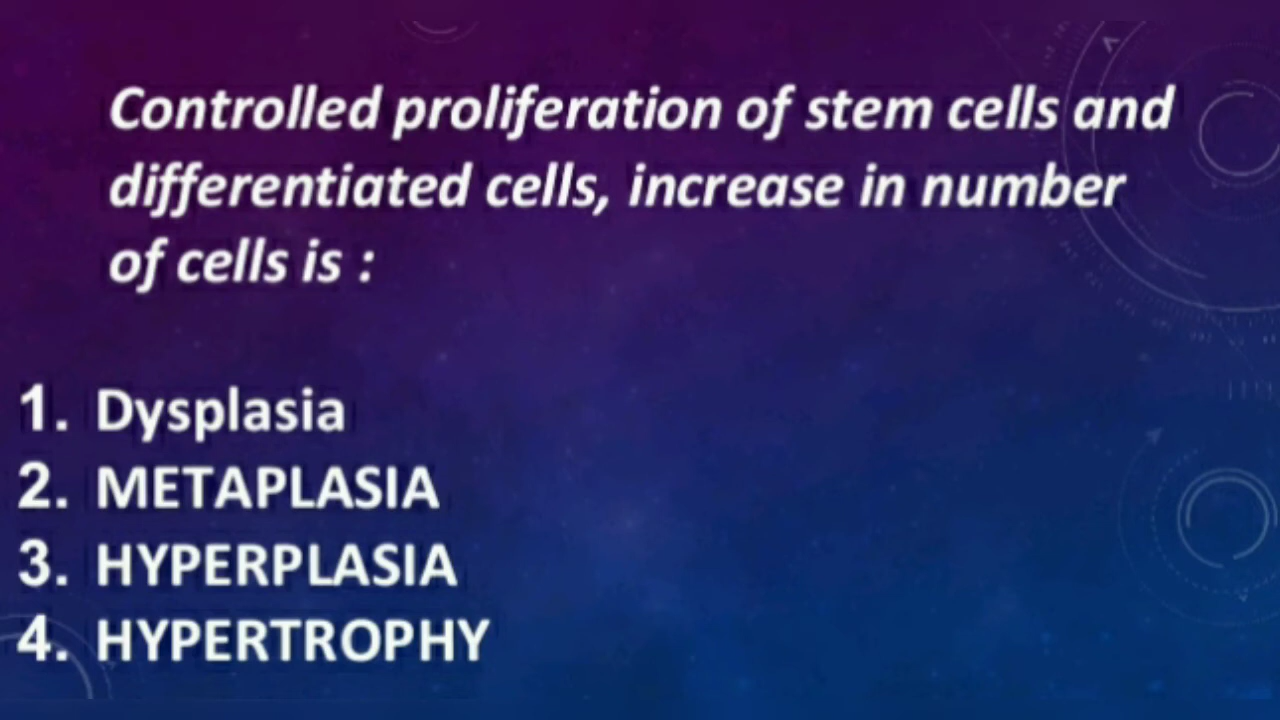 Controlled proliferation of stem cells and
differentiated cells, increase in number
of cells is :
1. Dysplasia
2. METAPLASIA
3. HYPERPLASIA
4. HYPERTROPHY